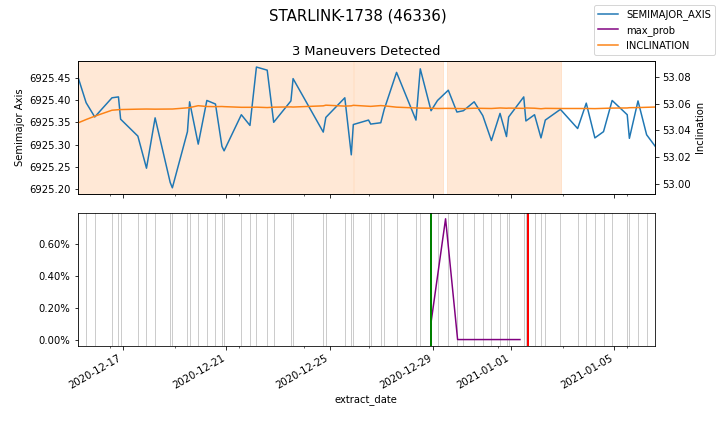 STARLINK-1738 (46336)
SEMIMAJOR_AXIS
max_prob
INCLINATION
3 Maneuvers Detected
Semimajor Axis
6925.45
6925.40
6925.35
6925.30
6925.25
6925.20
53.08
53.06
53.04
53.02
53.00
Inclination
0.60%
0.40%
0.20%
0.00%
2020-12-17
2020-12-21
2020-12-25
2020-12-29
2021-01-01
2021-01-05
extract_date